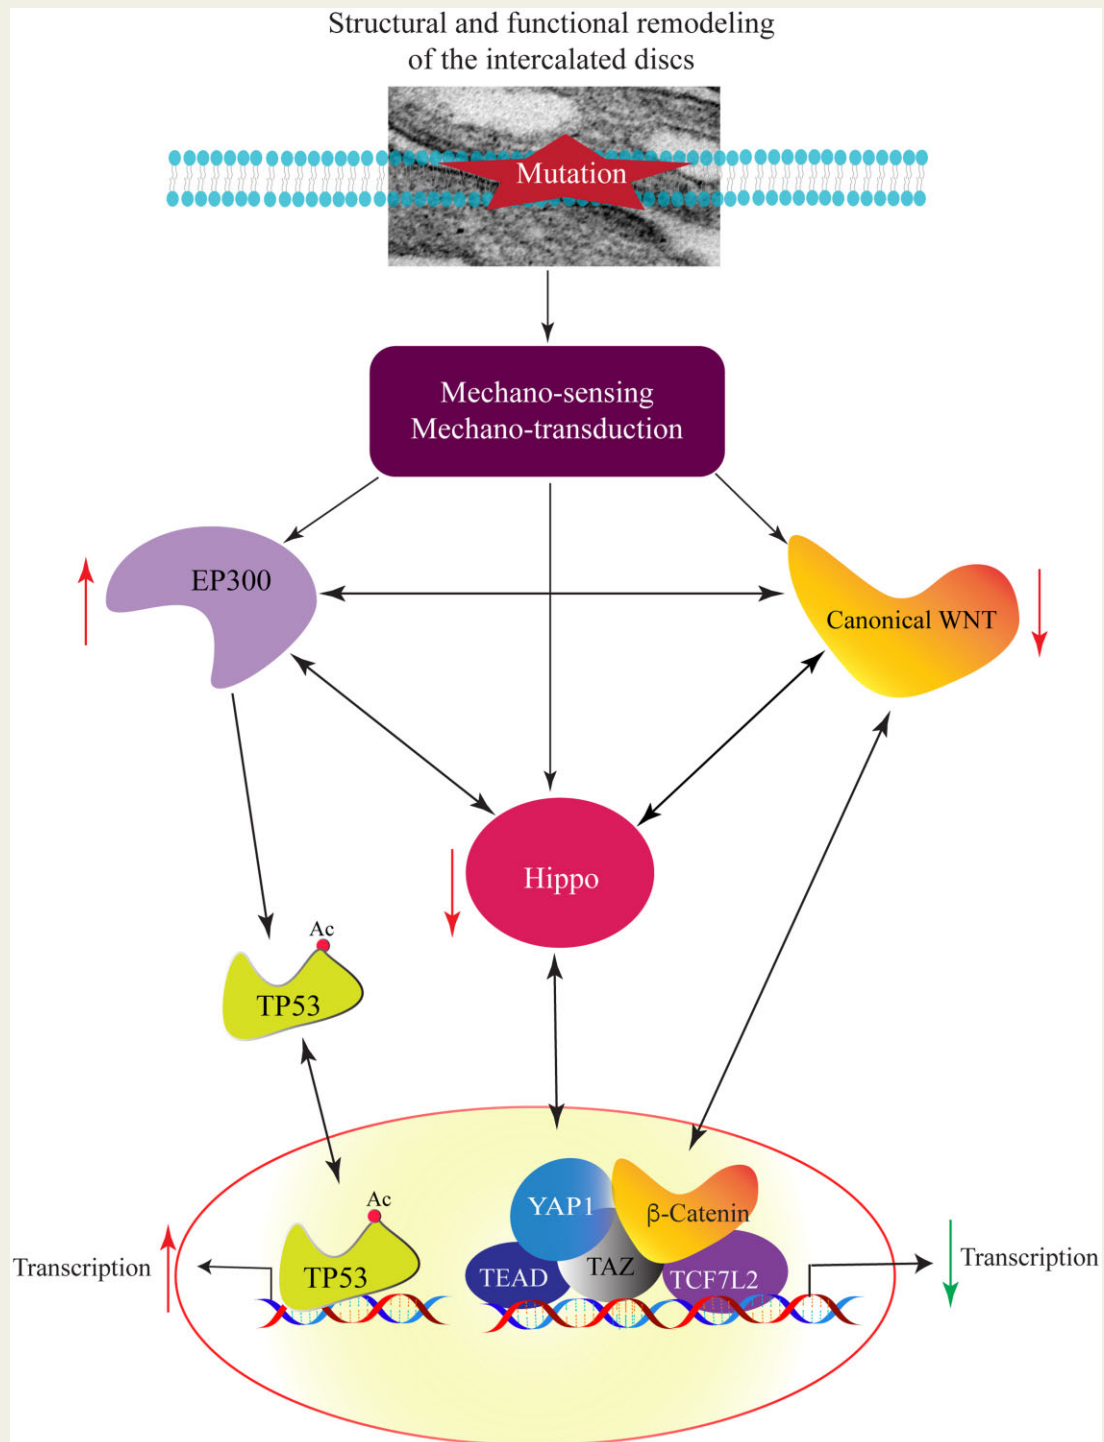 Structural and functional remodeling
of the intercalated discs
Mutation
Mechano-sensing
Mechano-transduction
EP300
Canonical WNT
Hippo
Ac
TP53
Ac
YAP1
β-Catenin
Transcription
TP53
TEAD
TAZ
TCF7L2
Transcription